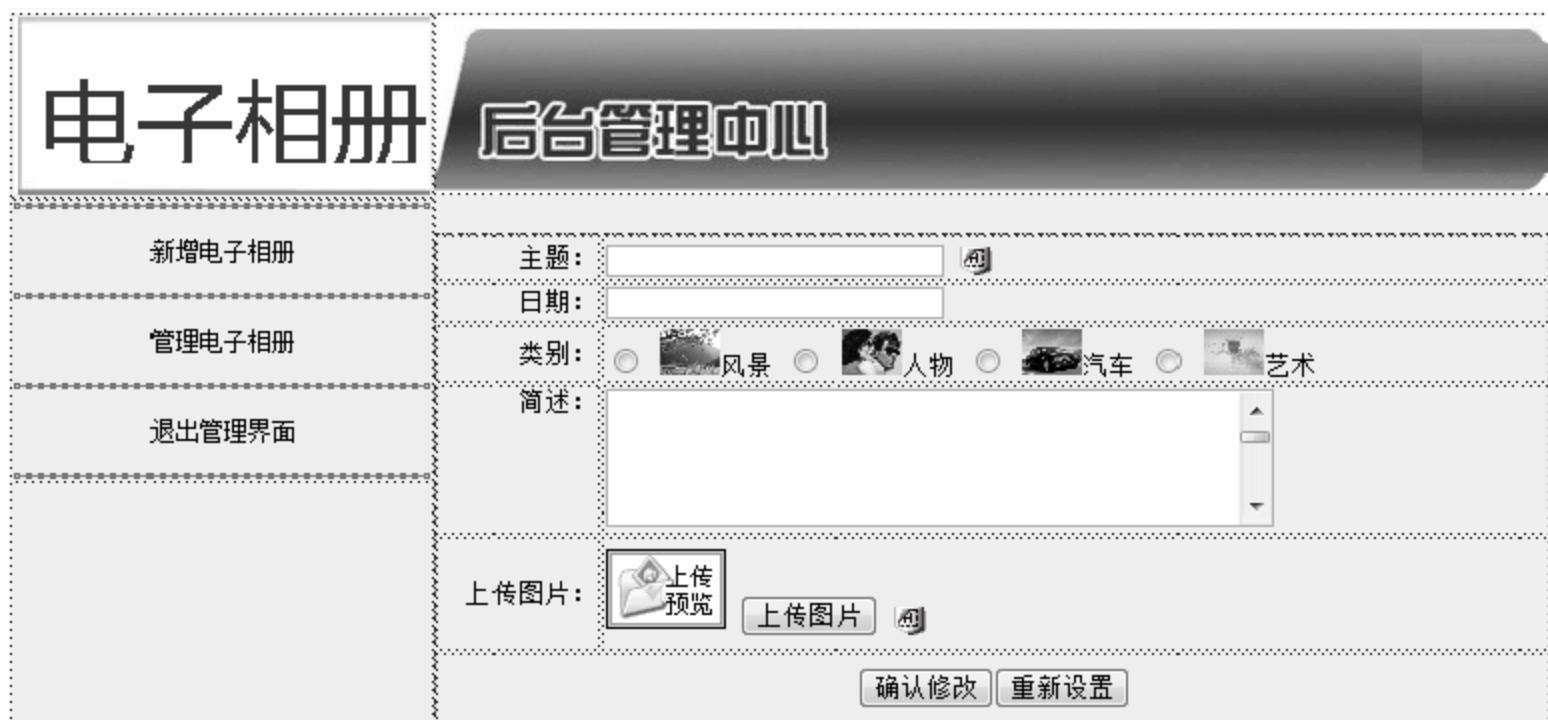 电子相册
后台管理中心
新增电子相册
管理电子相册
退出管理界面
主题：
日期：
类别： 风景 人物 汽车 艺术
简述：
上传图片： 上传 预览 上传图片
确认修改 重新设置